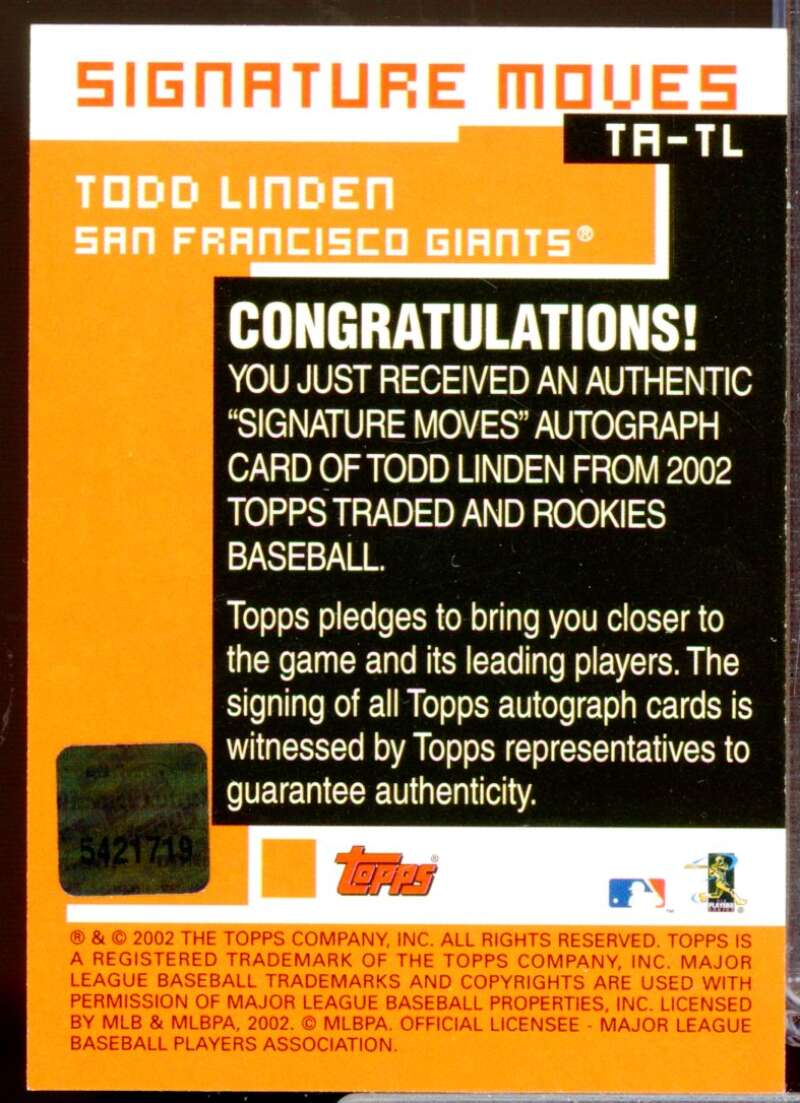 SIGNATURE MOVES
TA-TL
TODD LINDEN
SAN FRANCISCO GIANTS®
CONGRATULATIONS!
YOU JUST RECEIVED AN AUTHENTIC
“SIGNATURE MOVES” AUTOGRAPH
CARD OF TODD LINDEN FROM 2002
TOPPS TRADED AND ROOKIES
BASEBALL.
Topps pledges to bring you closer to
the game and its leading players. The
signing of all Topps autograph cards is
witnessed by Topps representatives to
guarantee authenticity.
5421719
topps®
® & © 2002 THE TOPPS COMPANY, INC. ALL RIGHTS RESERVED. TOPPS IS
A REGISTERED TRADEMARK OF THE TOPPS COMPANY, INC. MAJOR
LEAGUE BASEBALL TRADEMARKS AND COPYRIGHTS ARE USED WITH
PERMISSION OF MAJOR LEAGUE BASEBALL PROPERTIES, INC. LICENSED
BY MLB & MLBPA, 2002. © MLBPA. OFFICIAL LICENSEE - MAJOR LEAGUE
BASEBALL PLAYERS ASSOCIATION.